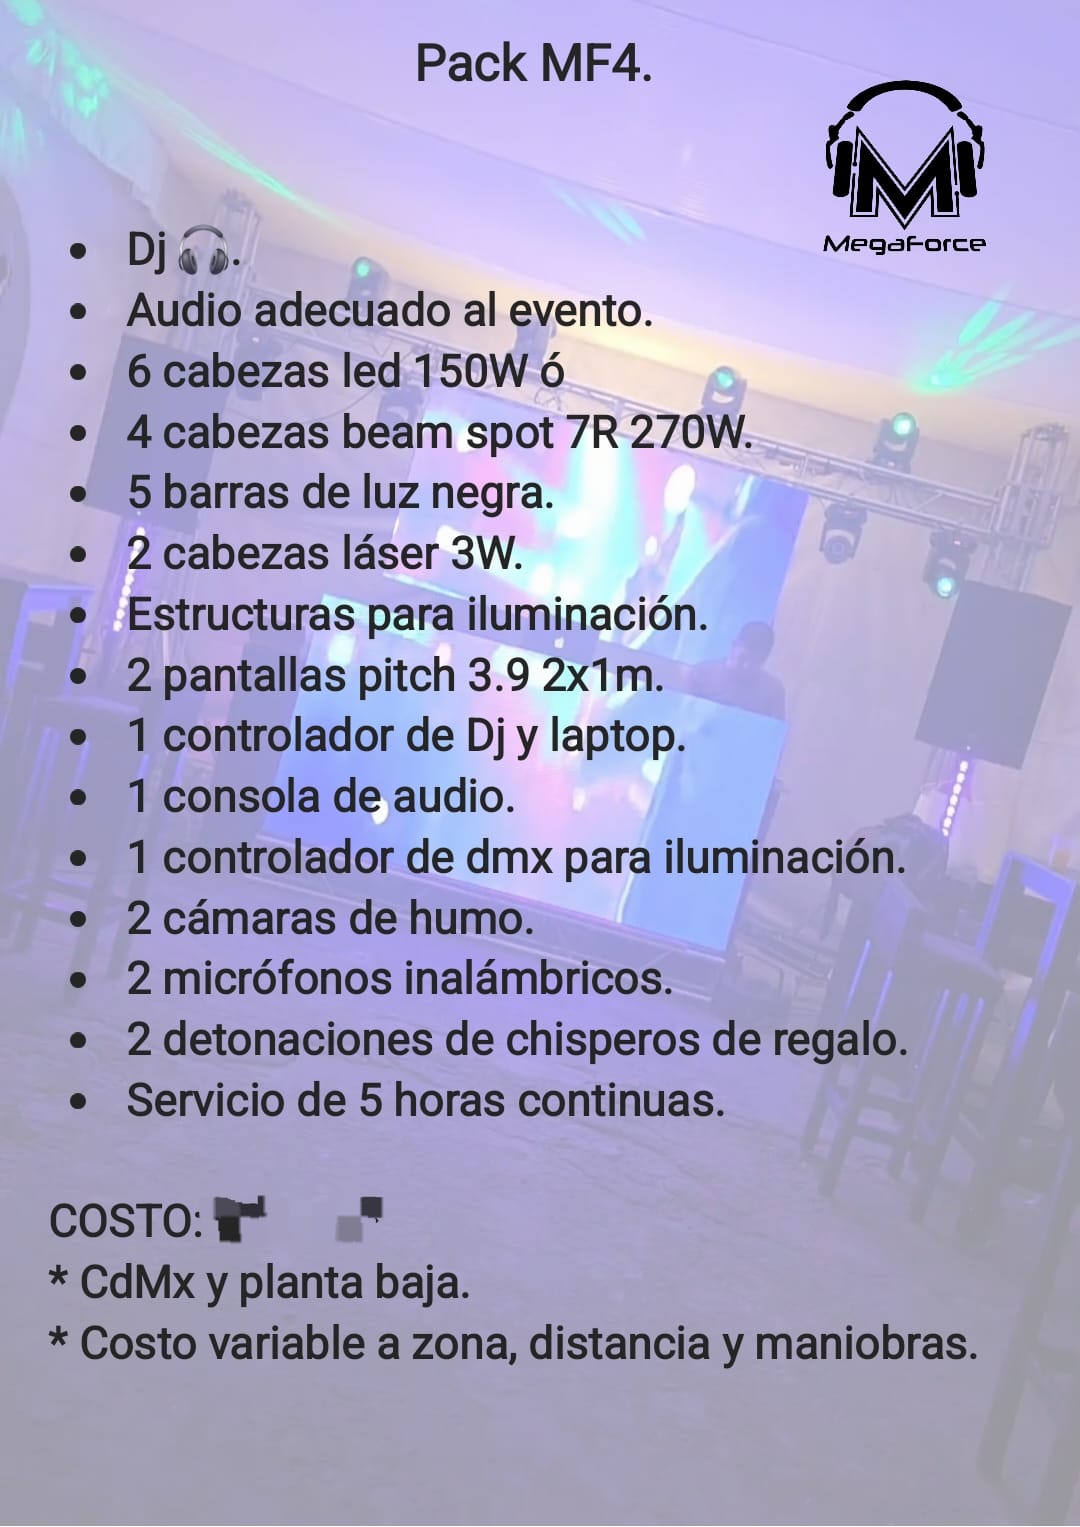 Pack MF4.
MegaForce
• Dj 🎧.
• Audio adecuado al evento.
• 6 cabezas led 150W ó
• 4 cabezas beam spot 7R 270W.
• 5 barras de luz negra.
• 2 cabezas láser 3W.
• Estructuras para iluminación.
• 2 pantallas pitch 3.9 2x1m.
• 1 controlador de Dj y laptop.
• 1 consola de audio.
• 1 controlador de dmx para iluminación.
• 2 cámaras de humo.
• 2 micrófonos inalámbricos.
• 2 detonaciones de chisperos de regalo.
• Servicio de 5 horas continuas.
COSTO:
* CdMx y planta baja.
* Costo variable a zona, distancia y maniobras.